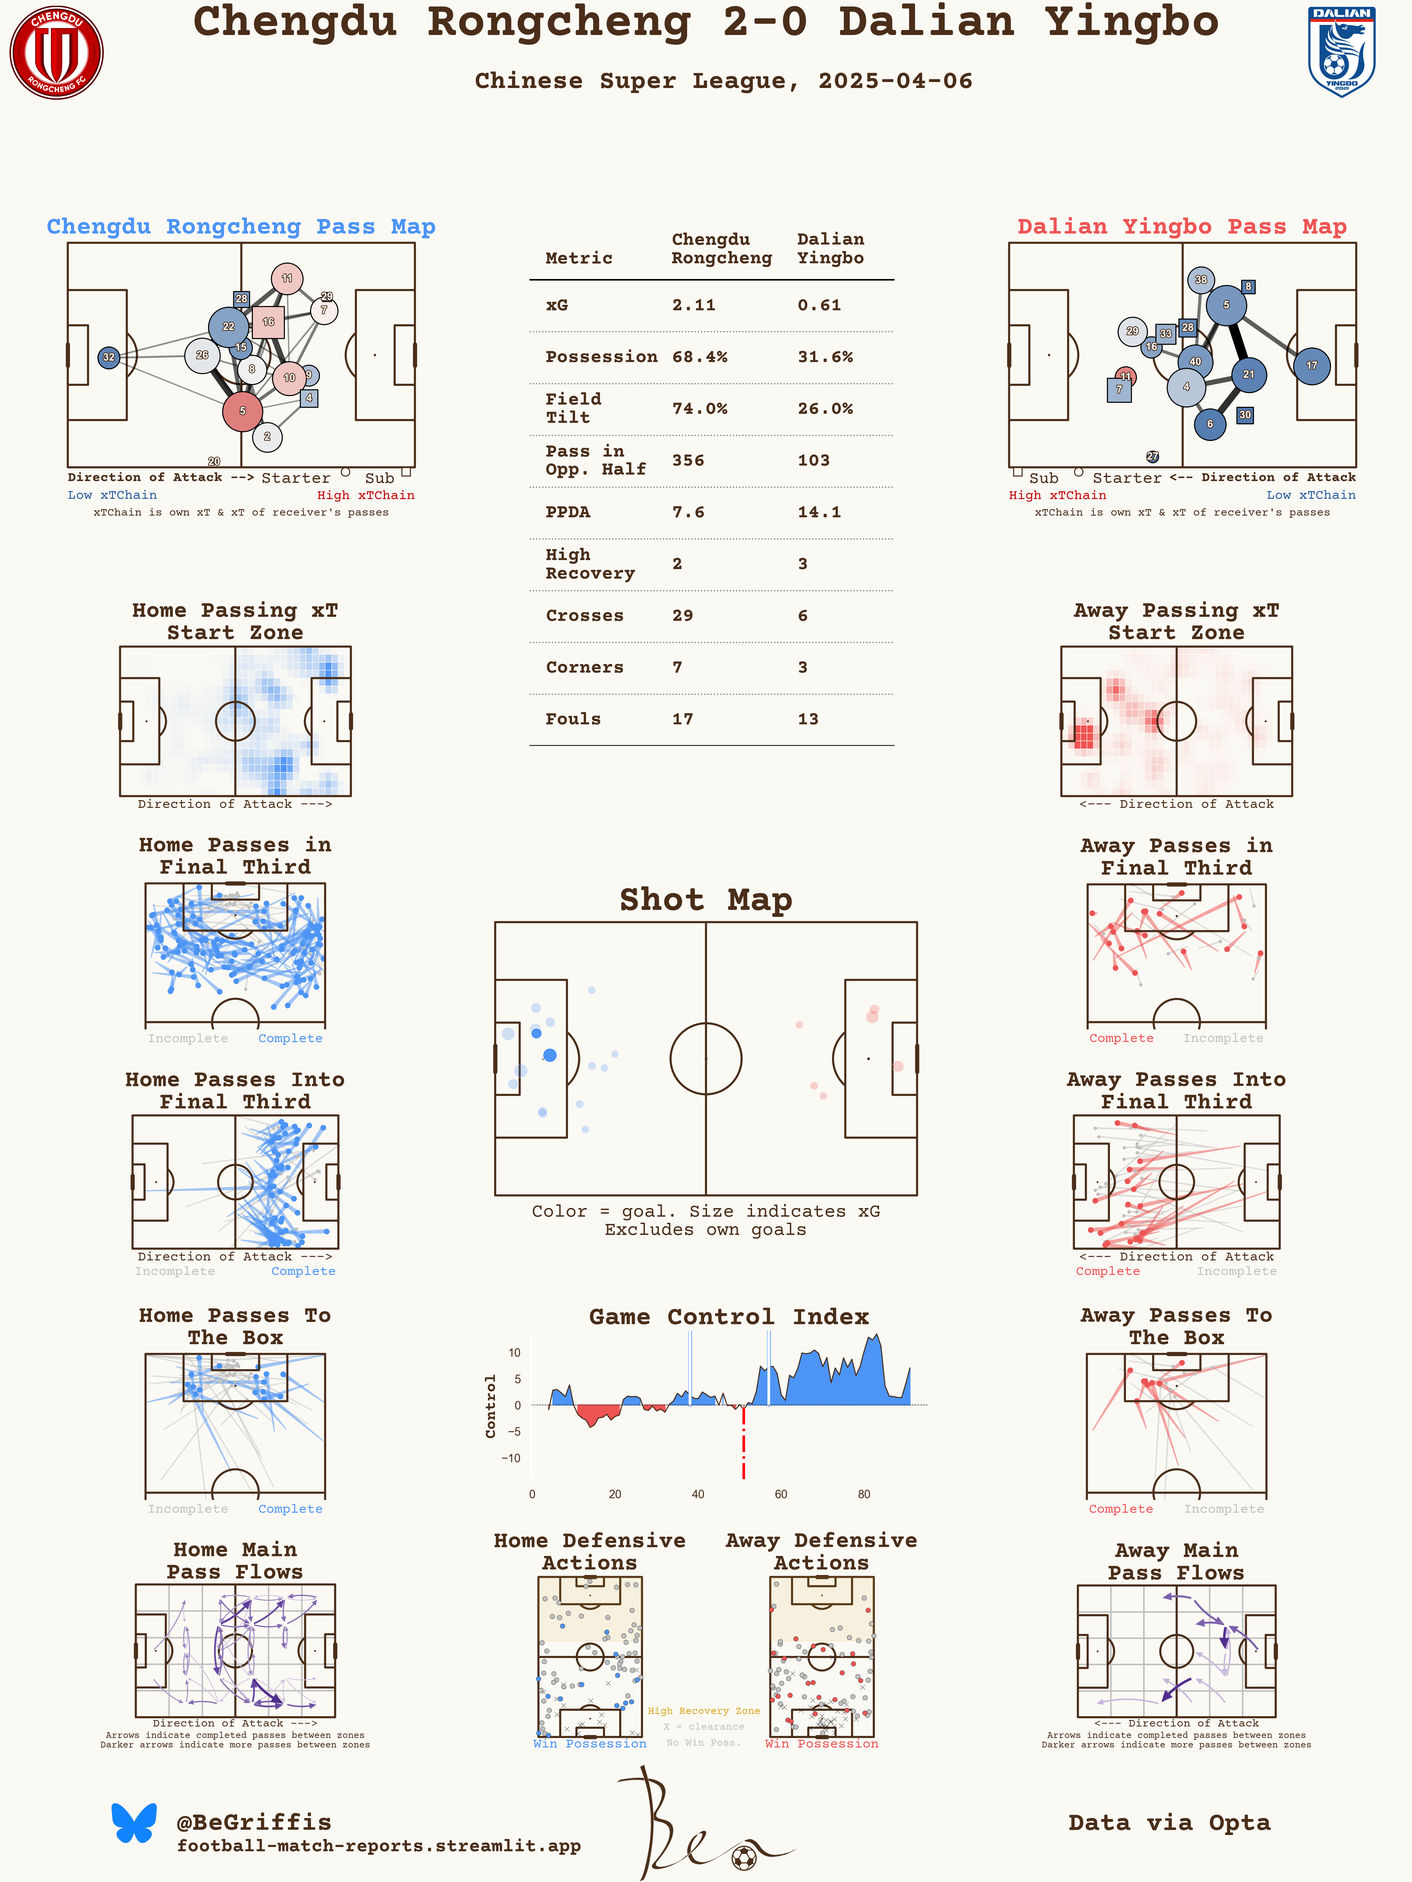 Chengdu Rongcheng 2-0 Dalian Yingbo
Chinese Super League, 2025-04-06
CHENGDU
RONGCHENG FC
DALIAN
YINGBO
Chengdu Rongcheng Pass Map
11
28
29
7
16
22
15
26
32
8
10
9
4
5
2
20
Direction of Attack --> Starter Sub
Low xTChain High xTChain
xTChain is own xT & xT of receiver's passes
Metric Chengdu Rongcheng Dalian Yingbo
xG 2.11 0.61
Possession 68.4% 31.6%
Field Tilt 74.0% 26.0%
Pass in Opp. Half 356 103
PPDA 7.6 14.1
High Recovery 2 3
Crosses 29 6
Corners 7 3
Fouls 17 13
Dalian Yingbo Pass Map
38
8
5
29
33
28
16
40
17
11
7
4
21
6
30
27
Sub Starter <-- Direction of Attack
High xTChain Low xTChain
xTChain is own xT & xT of receiver's passes
Home Passing xT
Start Zone
Direction of Attack --->
Away Passing xT
Start Zone
<--- Direction of Attack
Home Passes in
Final Third
Incomplete Complete
Away Passes in
Final Third
Complete Incomplete
Shot Map
Color = goal. Size indicates xG
Excludes own goals
Home Passes Into
Final Third
Direction of Attack --->
Incomplete Complete
Away Passes Into
Final Third
<--- Direction of Attack
Complete Incomplete
Home Passes To
The Box
Incomplete Complete
Game Control Index
Control
10
5
0
−5
−10
0 20 40 60 80
Away Passes To
The Box
Complete Incomplete
Home Main
Pass Flows
Direction of Attack --->
Arrows indicate completed passes between zones
Darker arrows indicate more passes between zones
Home Defensive
Actions
Win Possession
High Recovery Zone
X = clearance
No Win Poss.
Away Defensive
Actions
Win Possession
Away Main
Pass Flows
<--- Direction of Attack
Arrows indicate completed passes between zones
Darker arrows indicate more passes between zones
@BeGriffis
football-match-reports.streamlit.app
Ben
Data via Opta